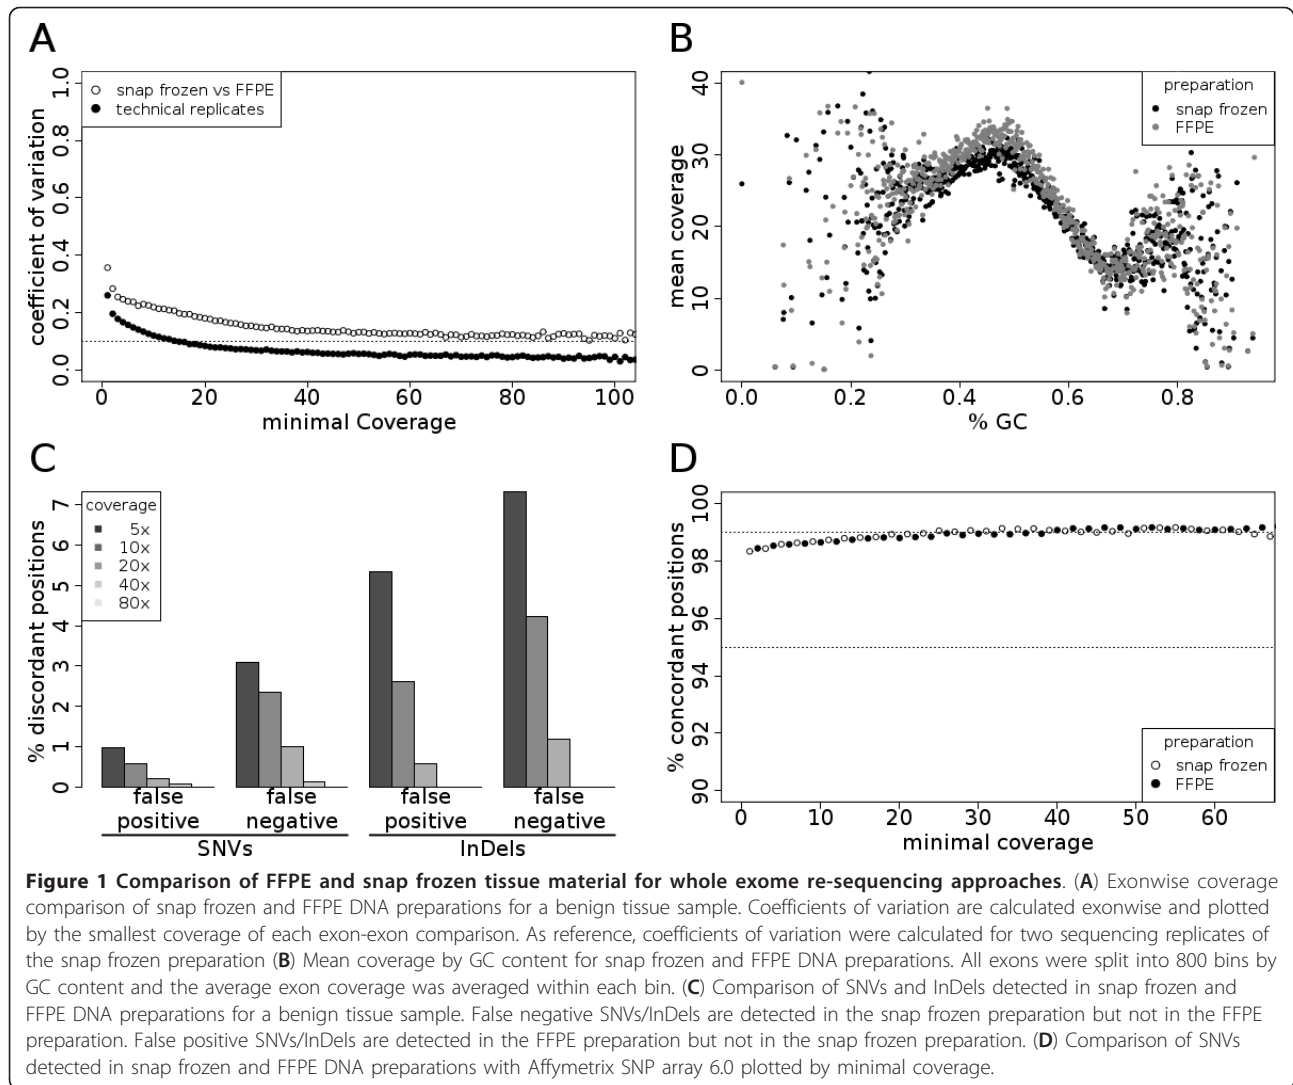 A
snap frozen vs FFPE
technical replicates
coefficient of variation
0.0 0.2 0.4 0.6 0.8 1.0
0 20 40 60 80 100
minimal Coverage
B
preparation
snap frozen
FFPE
mean coverage
0 10 20 30 40
0.0 0.2 0.4 0.6 0.8
% GC
C
coverage
5x
10x
20x
40x
80x
% discordant positions
0 1 2 3 4 5 6 7
false positive
false negative
false positive
false negative
SNVs
InDels
D
% concordant positions
90 92 94 96 98 100
preparation
snap frozen
FFPE
0 10 20 30 40 50 60
minimal coverage
Figure 1 Comparison of FFPE and snap frozen tissue material for whole exome re-sequencing approaches. (A) Exonwise coverage
comparison of snap frozen and FFPE DNA preparations for a benign tissue sample. Coefficients of variation are calculated exonwise and plotted
by the smallest coverage of each exon-exon comparison. As reference, coefficients of variation were calculated for two sequencing replicates of
the snap frozen preparation (B) Mean coverage by GC content for snap frozen and FFPE DNA preparations. All exons were split into 800 bins by
GC content and the average exon coverage was averaged within each bin. (C) Comparison of SNVs and InDels detected in snap frozen and
FFPE DNA preparations for a benign tissue sample. False negative SNVs/InDels are detected in the snap frozen preparation but not in the FFPE
preparation. False positive SNVs/InDels are detected in the FFPE preparation but not in the snap frozen preparation. (D) Comparison of SNVs
detected in snap frozen and FFPE DNA preparations with Affymetrix SNP array 6.0 plotted by minimal coverage.